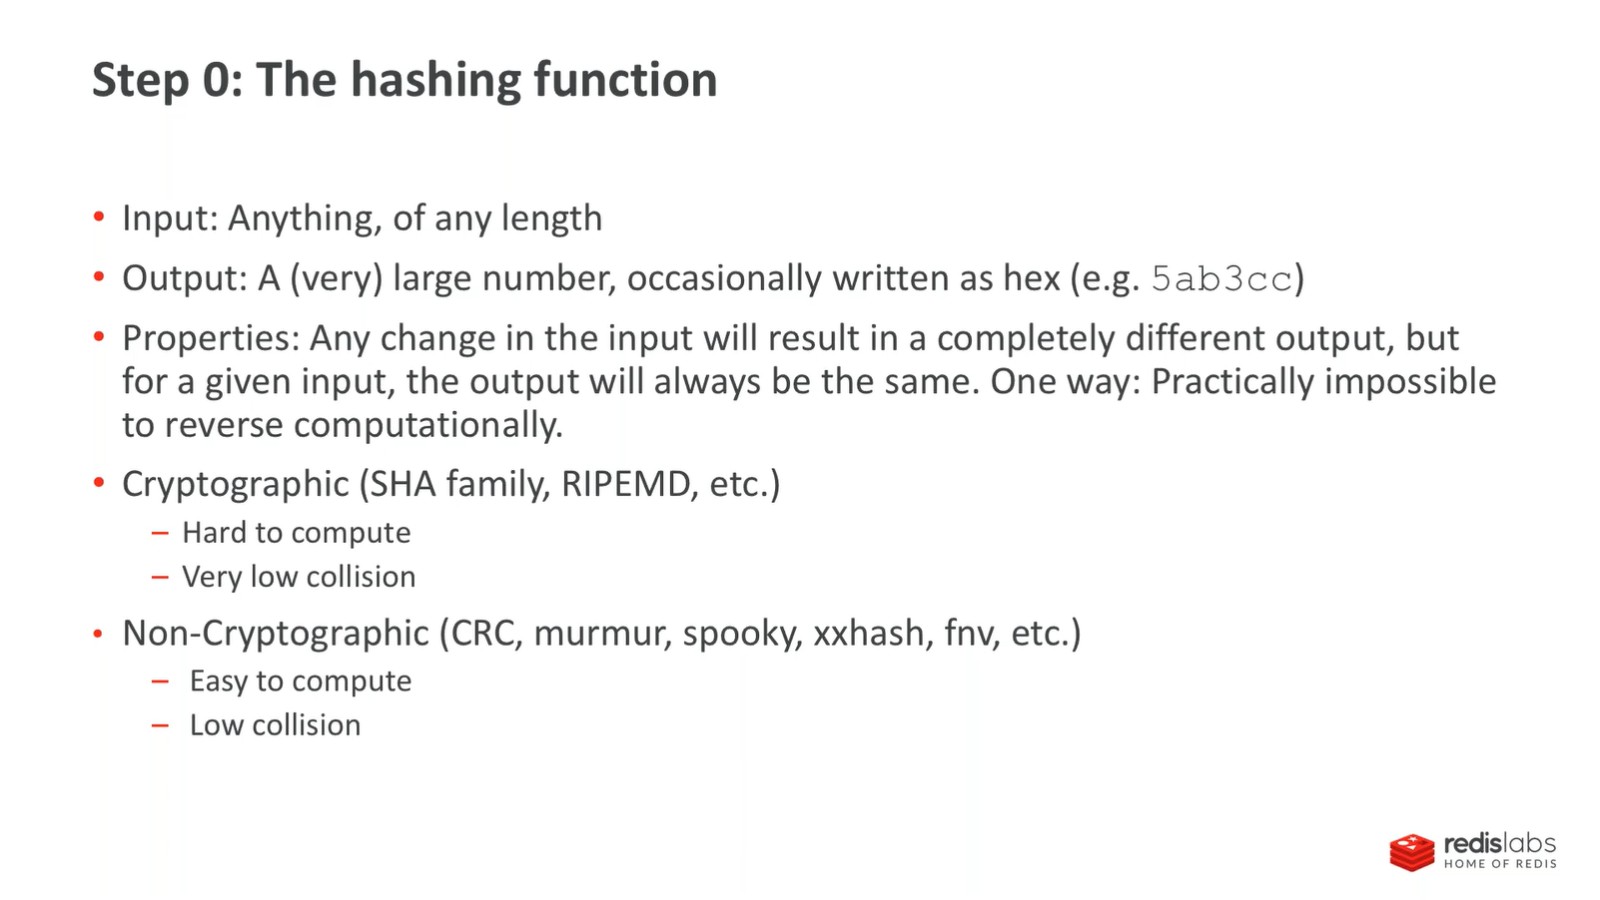 Step 0: The hashing function
• Input: Anything, of any length
• Output: A (very) large number, occasionally written as hex (e.g. 5ab3cc)
• Properties: Any change in the input will result in a completely different output, but
for a given input, the output will always be the same. One way: Practically impossible
to reverse computationally.
• Cryptographic (SHA family, RIPEMD, etc.)
– Hard to compute
– Very low collision
• Non-Cryptographic (CRC, murmur, spooky, xxhash, fnv, etc.)
– Easy to compute
– Low collision
redislabs
HOME OF REDIS